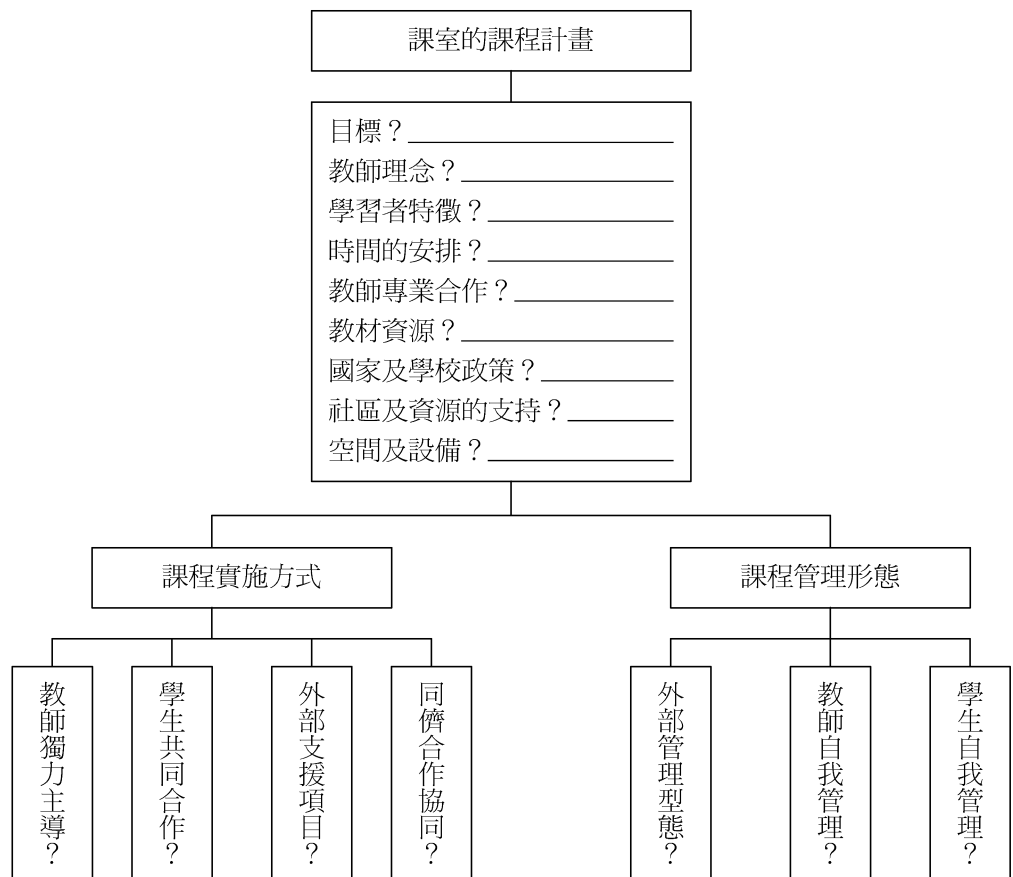 課室的課程計畫
目標？
教師理念？
學習者特徵？
時間的安排？
教師專業合作？
教材資源？
國家及學校政策？
社區及資源的支持？
空間及設備？
課程實施方式
課程管理形態
教師獨力主導？
學生共同合作？
外部支援項目？
同儕合作協同？
外部管理型態？
教師自我管理？
學生自我管理？